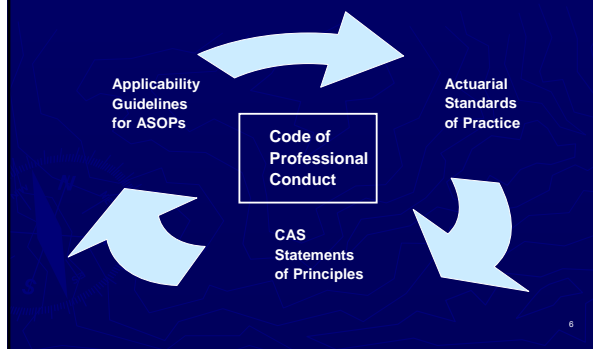 Applicability
Guidelines
for ASOPs
Actuarial
Standards
of Practice
Code of
Professional
Conduct
CAS
Statements
of Principles
6